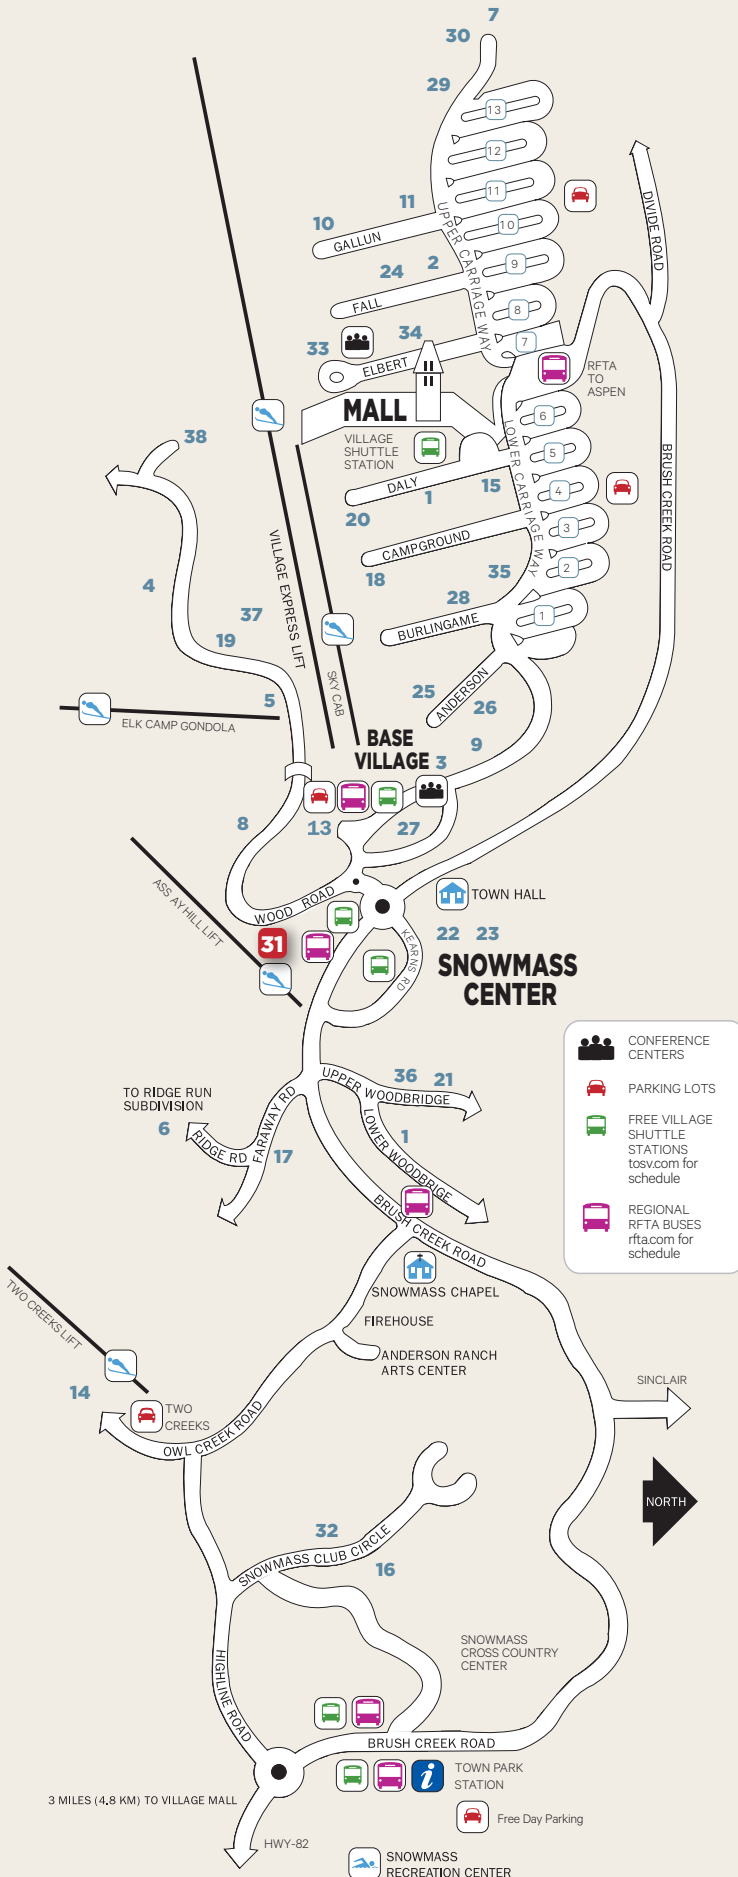 7
30
29
13
12
11
10
9
8
7
UPPER CARRIAGE WAY
11
10
GALLUN
2
24
FALL
34
33
ELBERT
DIVIDE ROAD
RFTA
TO
ASPEN
MALL
VILLAGE
SHUTTLE
STATION
6
5
4
3
2
1
LOWER CARRIAGE WAY
BRUSH CREEK ROAD
38
DALY
15
1
20
CAMPGROUND
18
35
28
BURLINGAME
4
37
19
VILLAGE EXPRESS LIFT
SKY CAB
5
ELK CAMP GONDOLA
25
ANDERSON
26
BASE
VILLAGE
9
3
13
27
8
ASS AY HILL LIFT
WOOD ROAD
TOWN HALL
31
KEARNS RD
22
23
SNOWMASS
CENTER
CONFERENCE
CENTERS
PARKING LOTS
FREE VILLAGE
SHUTTLE
STATIONS
tosv.com for
schedule
REGIONAL
RFTA BUSES
rfta.com for
schedule
TO RIDGE RUN
SUBDIVISION
6
RIDGE RD
FARAWAY RD
17
UPPER WOODBRIDGE
36
21
LOWER WOODBRIGE
1
BRUSH CREEK ROAD
SNOWMASS CHAPEL
FIREHOUSE
ANDERSON RANCH
ARTS CENTER
TWO CREEKS LIFT
14
TWO
CREEKS
OWL CREEK ROAD
SINCLAIR
NORTH
32
SNOWMASS CLUB CIRCLE
16
SNOWMASS
CROSS COUNTRY
CENTER
HIGHLINE ROAD
BRUSH CREEK ROAD
i
TOWN PARK
STATION
3 MILES (4.8 KM) TO VILLAGE MALL
Free Day Parking
HWY-82
SNOWMASS
RECREATION CENTER